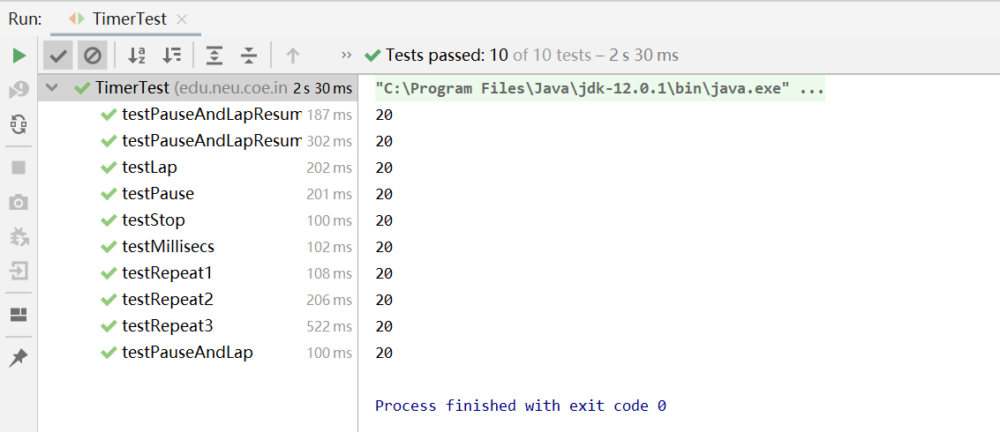 Run: TimerTest
Tests passed: 10 of 10 tests – 2 s 30 ms
TimerTest (edu.neu.coe.in 2 s 30 ms
testPauseAndLapResum 187 ms
testPauseAndLapResum 302 ms
testLap 202 ms
testPause 201 ms
testStop 100 ms
testMillisecs 102 ms
testRepeat1 108 ms
testRepeat2 206 ms
testRepeat3 522 ms
testPauseAndLap 100 ms
"C:\Program Files\Java\jdk-12.0.1\bin\java.exe" ...
20
20
20
20
20
20
20
20
20
20
Process finished with exit code 0